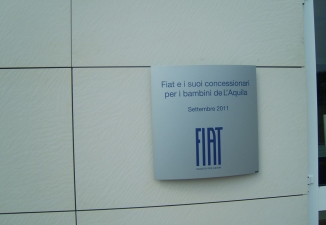 Fiat e i suoi concessionari
per i bambini de L'Aquila
Settembre 2011
FIAT